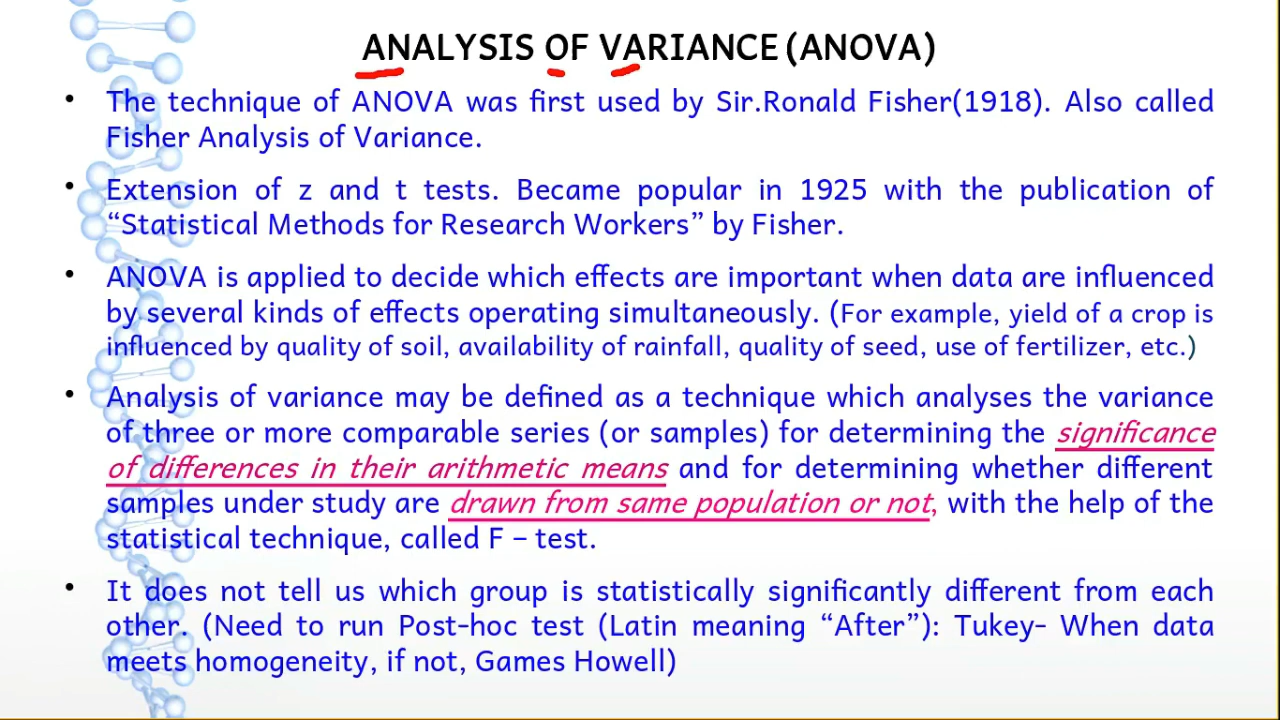 ANALYSIS OF VARIANCE (ANOVA)
• The technique of ANOVA was first used by Sir.Ronald Fisher(1918). Also called
Fisher Analysis of Variance.
• Extension of z and t tests. Became popular in 1925 with the publication of
“Statistical Methods for Research Workers” by Fisher.
• ANOVA is applied to decide which effects are important when data are influenced
by several kinds of effects operating simultaneously. (For example, yield of a crop is
influenced by quality of soil, availability of rainfall, quality of seed, use of fertilizer, etc.)
• Analysis of variance may be defined as a technique which analyses the variance
of three or more comparable series (or samples) for determining the significance
of differences in their arithmetic means and for determining whether different
samples under study are drawn from same population or not, with the help of the
statistical technique, called F – test.
• It does not tell us which group is statistically significantly different from each
other. (Need to run Post-hoc test (Latin meaning “After”): Tukey- When data
meets homogeneity, if not, Games Howell)